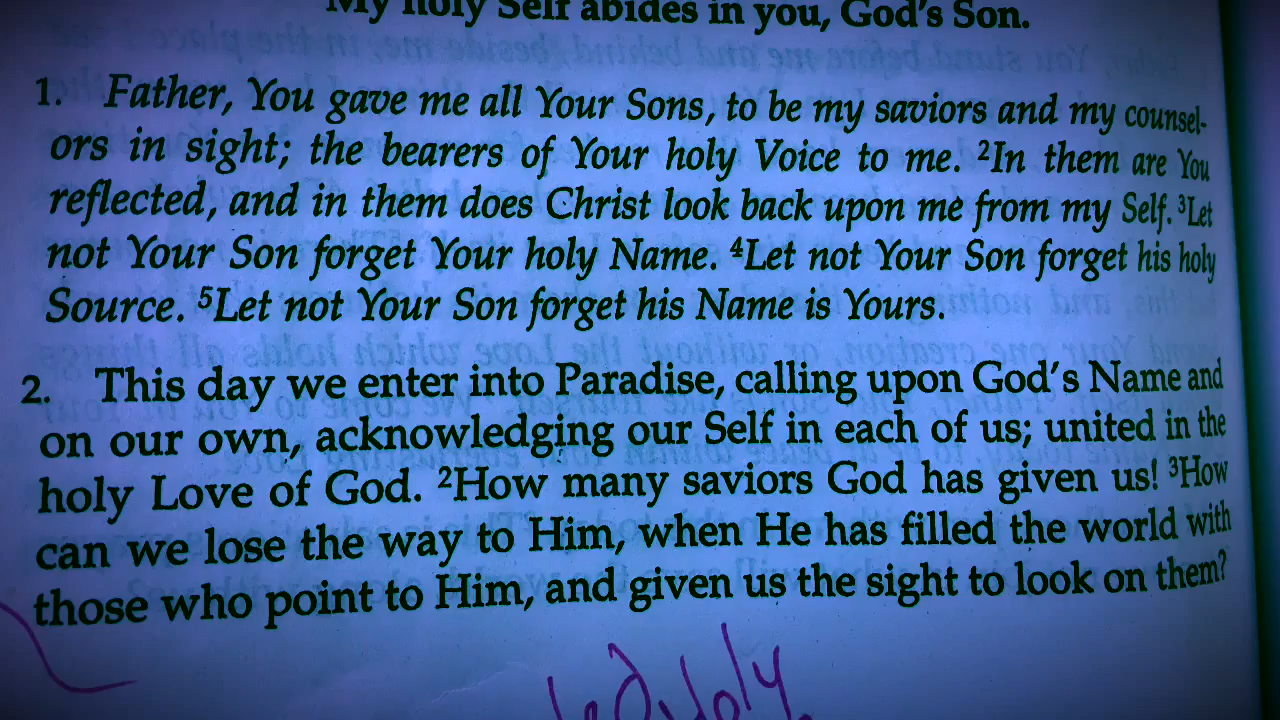 My holy Self abides in you, God's Son.
1. Father, You gave me all Your Sons, to be my saviors and my counsel-
ors in sight; the bearers of Your holy Voice to me. ²In them are You
reflected, and in them does Christ look back upon me from my Self. ³Let
not Your Son forget Your holy Name. ⁴Let not Your Son forget his holy
Source. ⁵Let not Your Son forget his Name is Yours.
2. This day we enter into Paradise, calling upon God's Name and
on our own, acknowledging our Self in each of us; united in the
holy Love of God. ²How many saviors God has given us! ³How
can we lose the way to Him, when He has filled the world with
those who point to Him, and given us the sight to look on them?